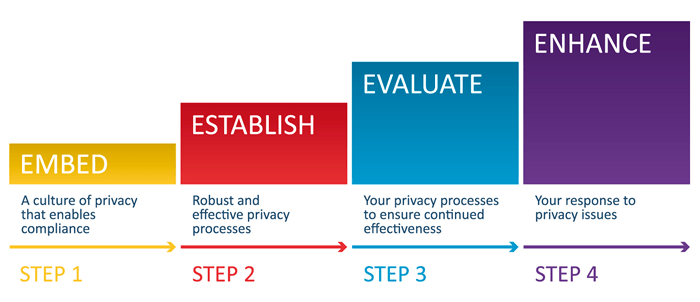 EMBED
A culture of privacy
that enables
compliance
STEP 1
ESTABLISH
Robust and
effective privacy
processes
STEP 2
EVALUATE
Your privacy processes
to ensure continued
effectiveness
STEP 3
ENHANCE
Your response to
privacy issues
STEP 4